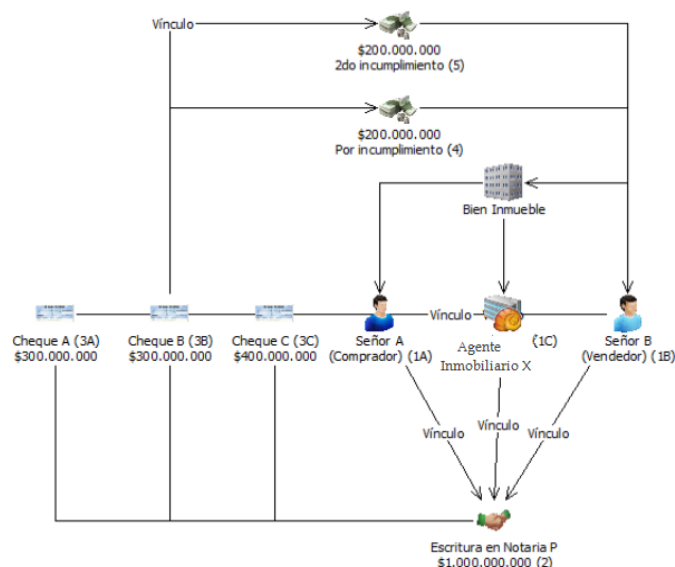 Vínculo
$200.000.000
2do incumplimiento (5)
$200.000.000
Por incumplimiento (4)
Bien Inmueble
Vínculo
Cheque A (3A)
$300.000.000
Cheque B (3B)
$300.000.000
Cheque C (3C)
$400.000.000
Señor A
(Comprador) (1A)
Agente (1C)
Inmobiliario X
Señor B
(Vendedor) (1B)
Vínculo
Vínculo
Vínculo
Escritura en Notaria P
$1.000.000.000 (2)